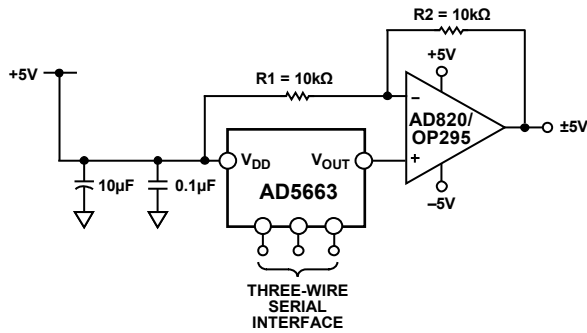 R2 = 10kΩ
+5V
R1 = 10kΩ
+5V
–
AD820/
OP295
+
±5V
–5V
VDD
VOUT
AD5663
10µF
0.1µF
THREE-WIRE
SERIAL
INTERFACE